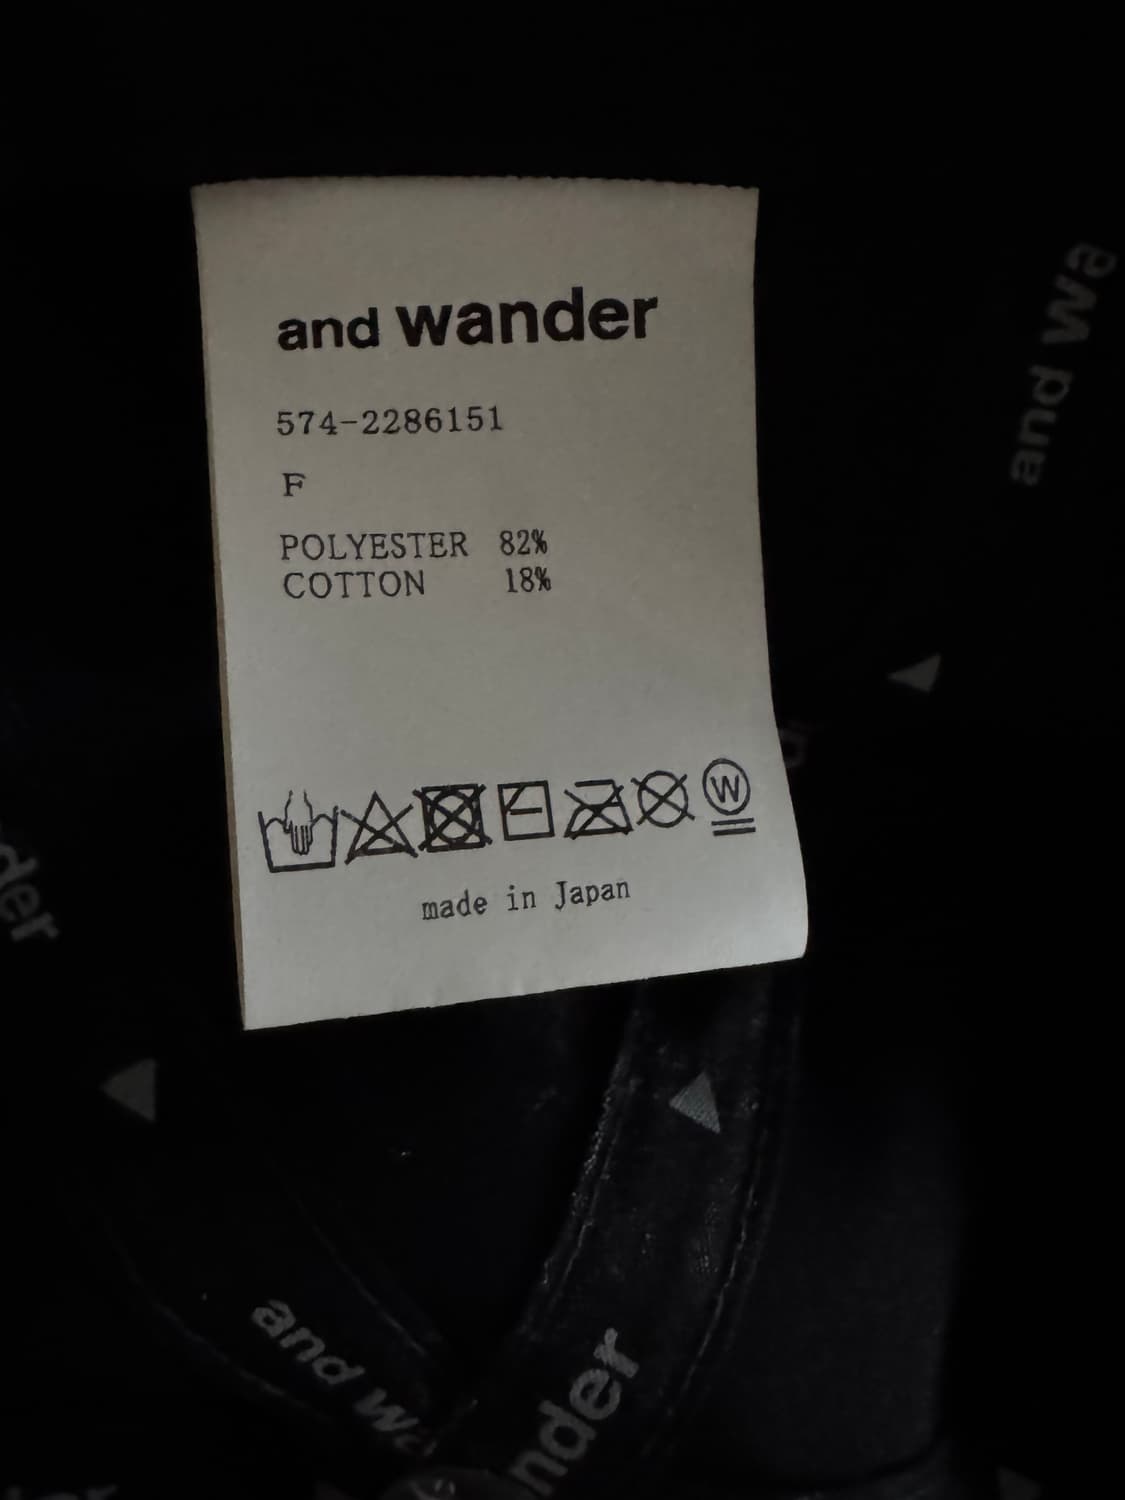 and wander
574-2286151
F
POLYESTER 82%
COTTON 18%
W
made in Japan
and wa
der
and wa
nder